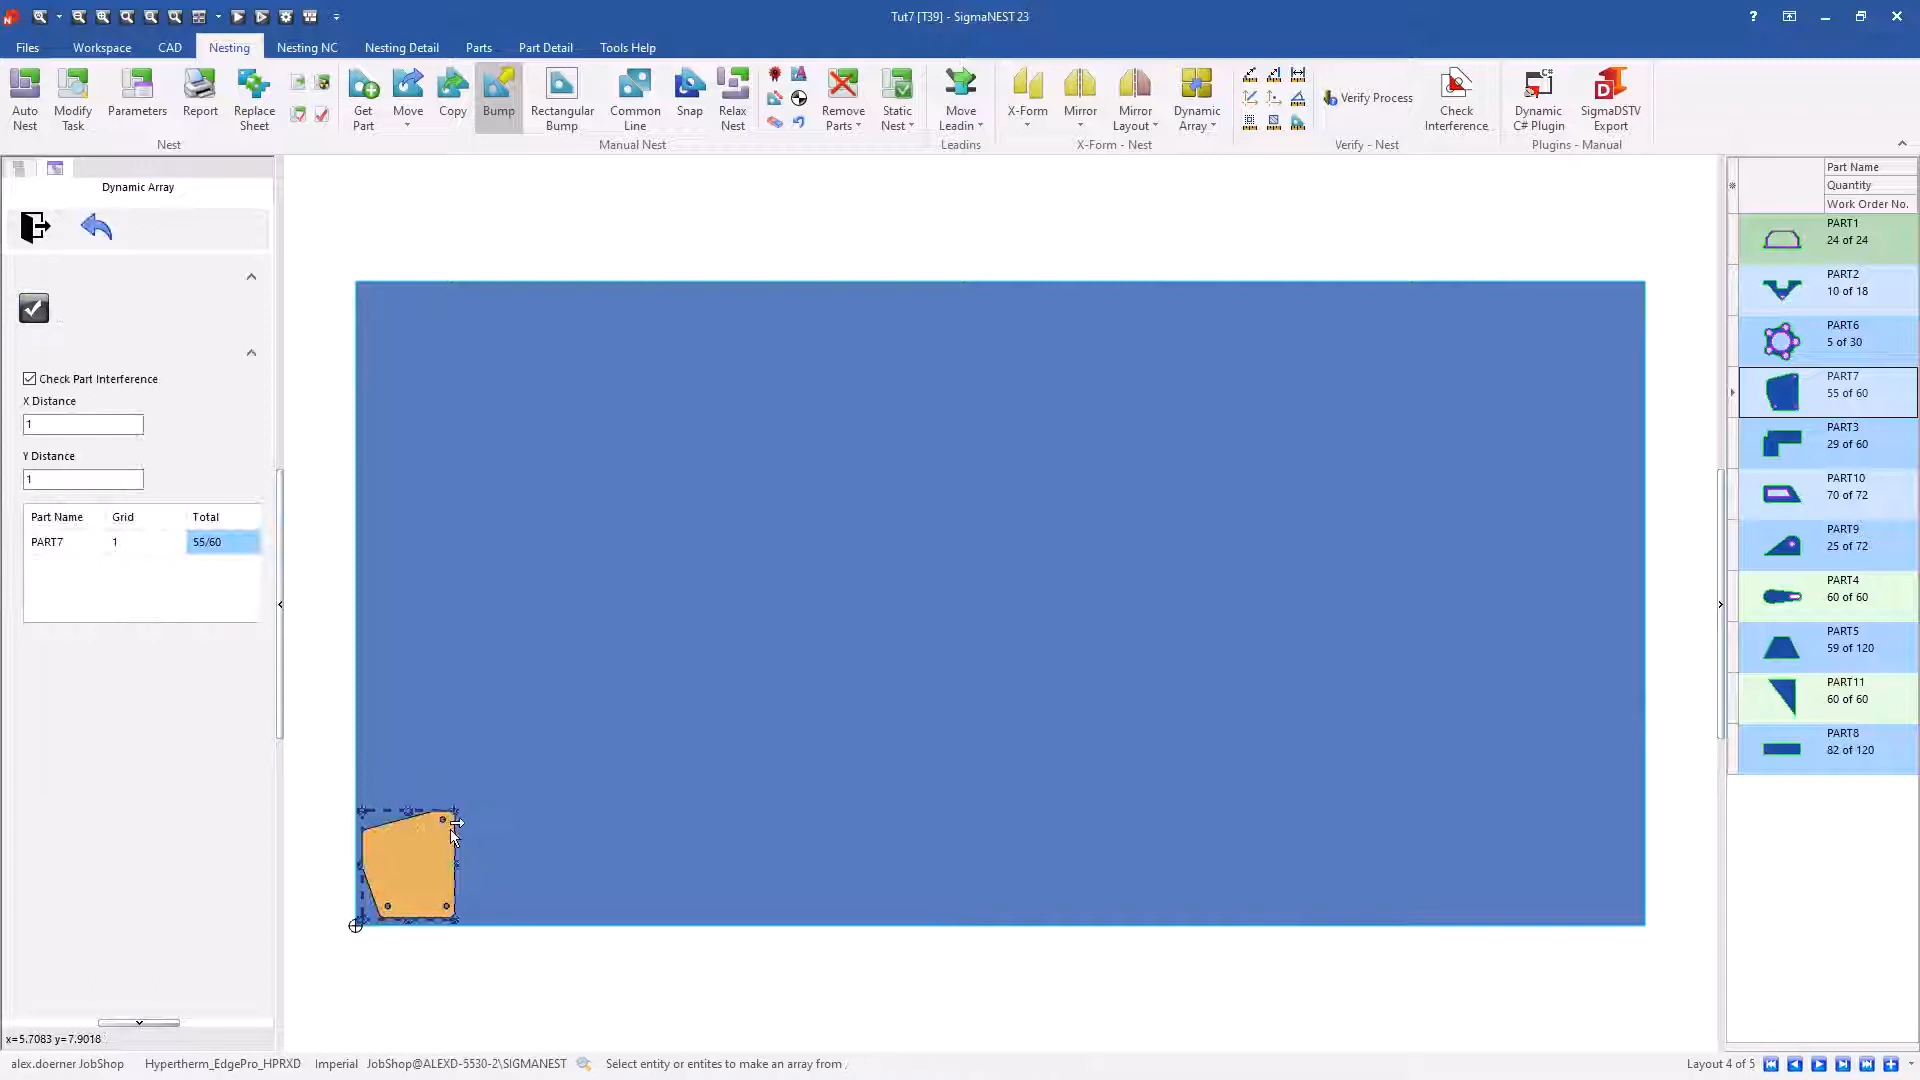 Tut7 [T39] - SigmaNEST 23
?
Files
Workspace
CAD
Nesting
Nesting NC
Nesting Detail
Parts
Part Detail
Tools Help
Auto Nest
Modify Task
Parameters
Report
Replace Sheet
Get Part
Move
Copy
Bump
Rectangular Bump
Common Line
Snap
Relax Nest
Remove Parts
Static Nest
Move Leadin
X-Form
Mirror
Mirror Layout
Dynamic Array
Verify Process
Check Interference
C#
Dynamic C# Plugin
D
SigmaDSTV Export
Nest
Manual Nest
Leadins
X-Form - Nest
Verify - Nest
Plugins - Manual
Dynamic Array
Check Part Interference
X Distance
1
Y Distance
1
Part Name Grid Total
PART7 1 55/60
x=5.7083 y=7.9018
Part Name
Quantity
Work Order No.
PART1
24 of 24
PART2
10 of 18
PART6
5 of 30
PART7
55 of 60
PART3
29 of 60
PART10
70 of 72
PART9
25 of 72
PART4
60 of 60
PART5
59 of 120
PART11
60 of 60
PART8
82 of 120
alex.doerner JobShop
Hypertherm_EdgePro_HPRXD
Imperial
JobShop@ALEXD-5530-2\SIGMANEST
Select entity or entites to make an array from
Layout 4 of 5